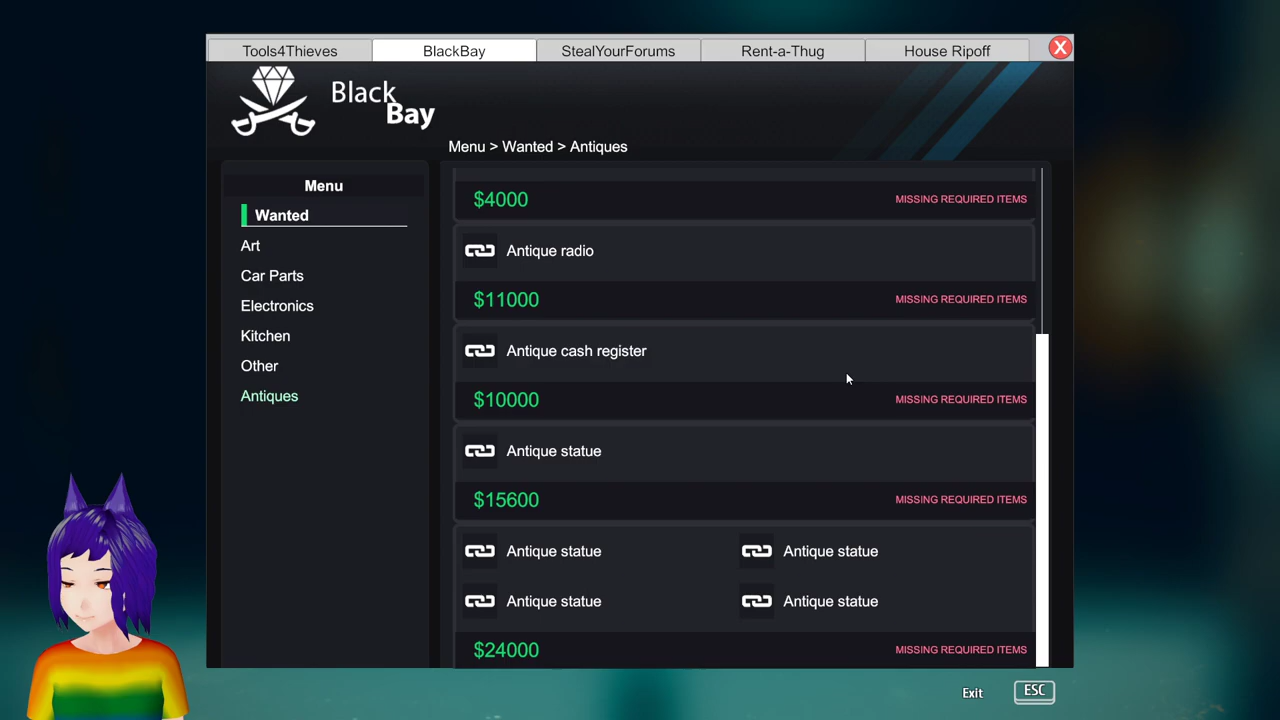 Tools4Thieves BlackBay StealYourForums Rent-a-Thug House Ripoff X
Black
Bay
Menu > Wanted > Antiques
Menu
Wanted
Art
Car Parts
Electronics
Kitchen
Other
Antiques
$4000 MISSING REQUIRED ITEMS
Antique radio
$11000 MISSING REQUIRED ITEMS
Antique cash register
$10000 MISSING REQUIRED ITEMS
Antique statue
$15600 MISSING REQUIRED ITEMS
Antique statue Antique statue
Antique statue Antique statue
$24000 MISSING REQUIRED ITEMS
Exit ESC